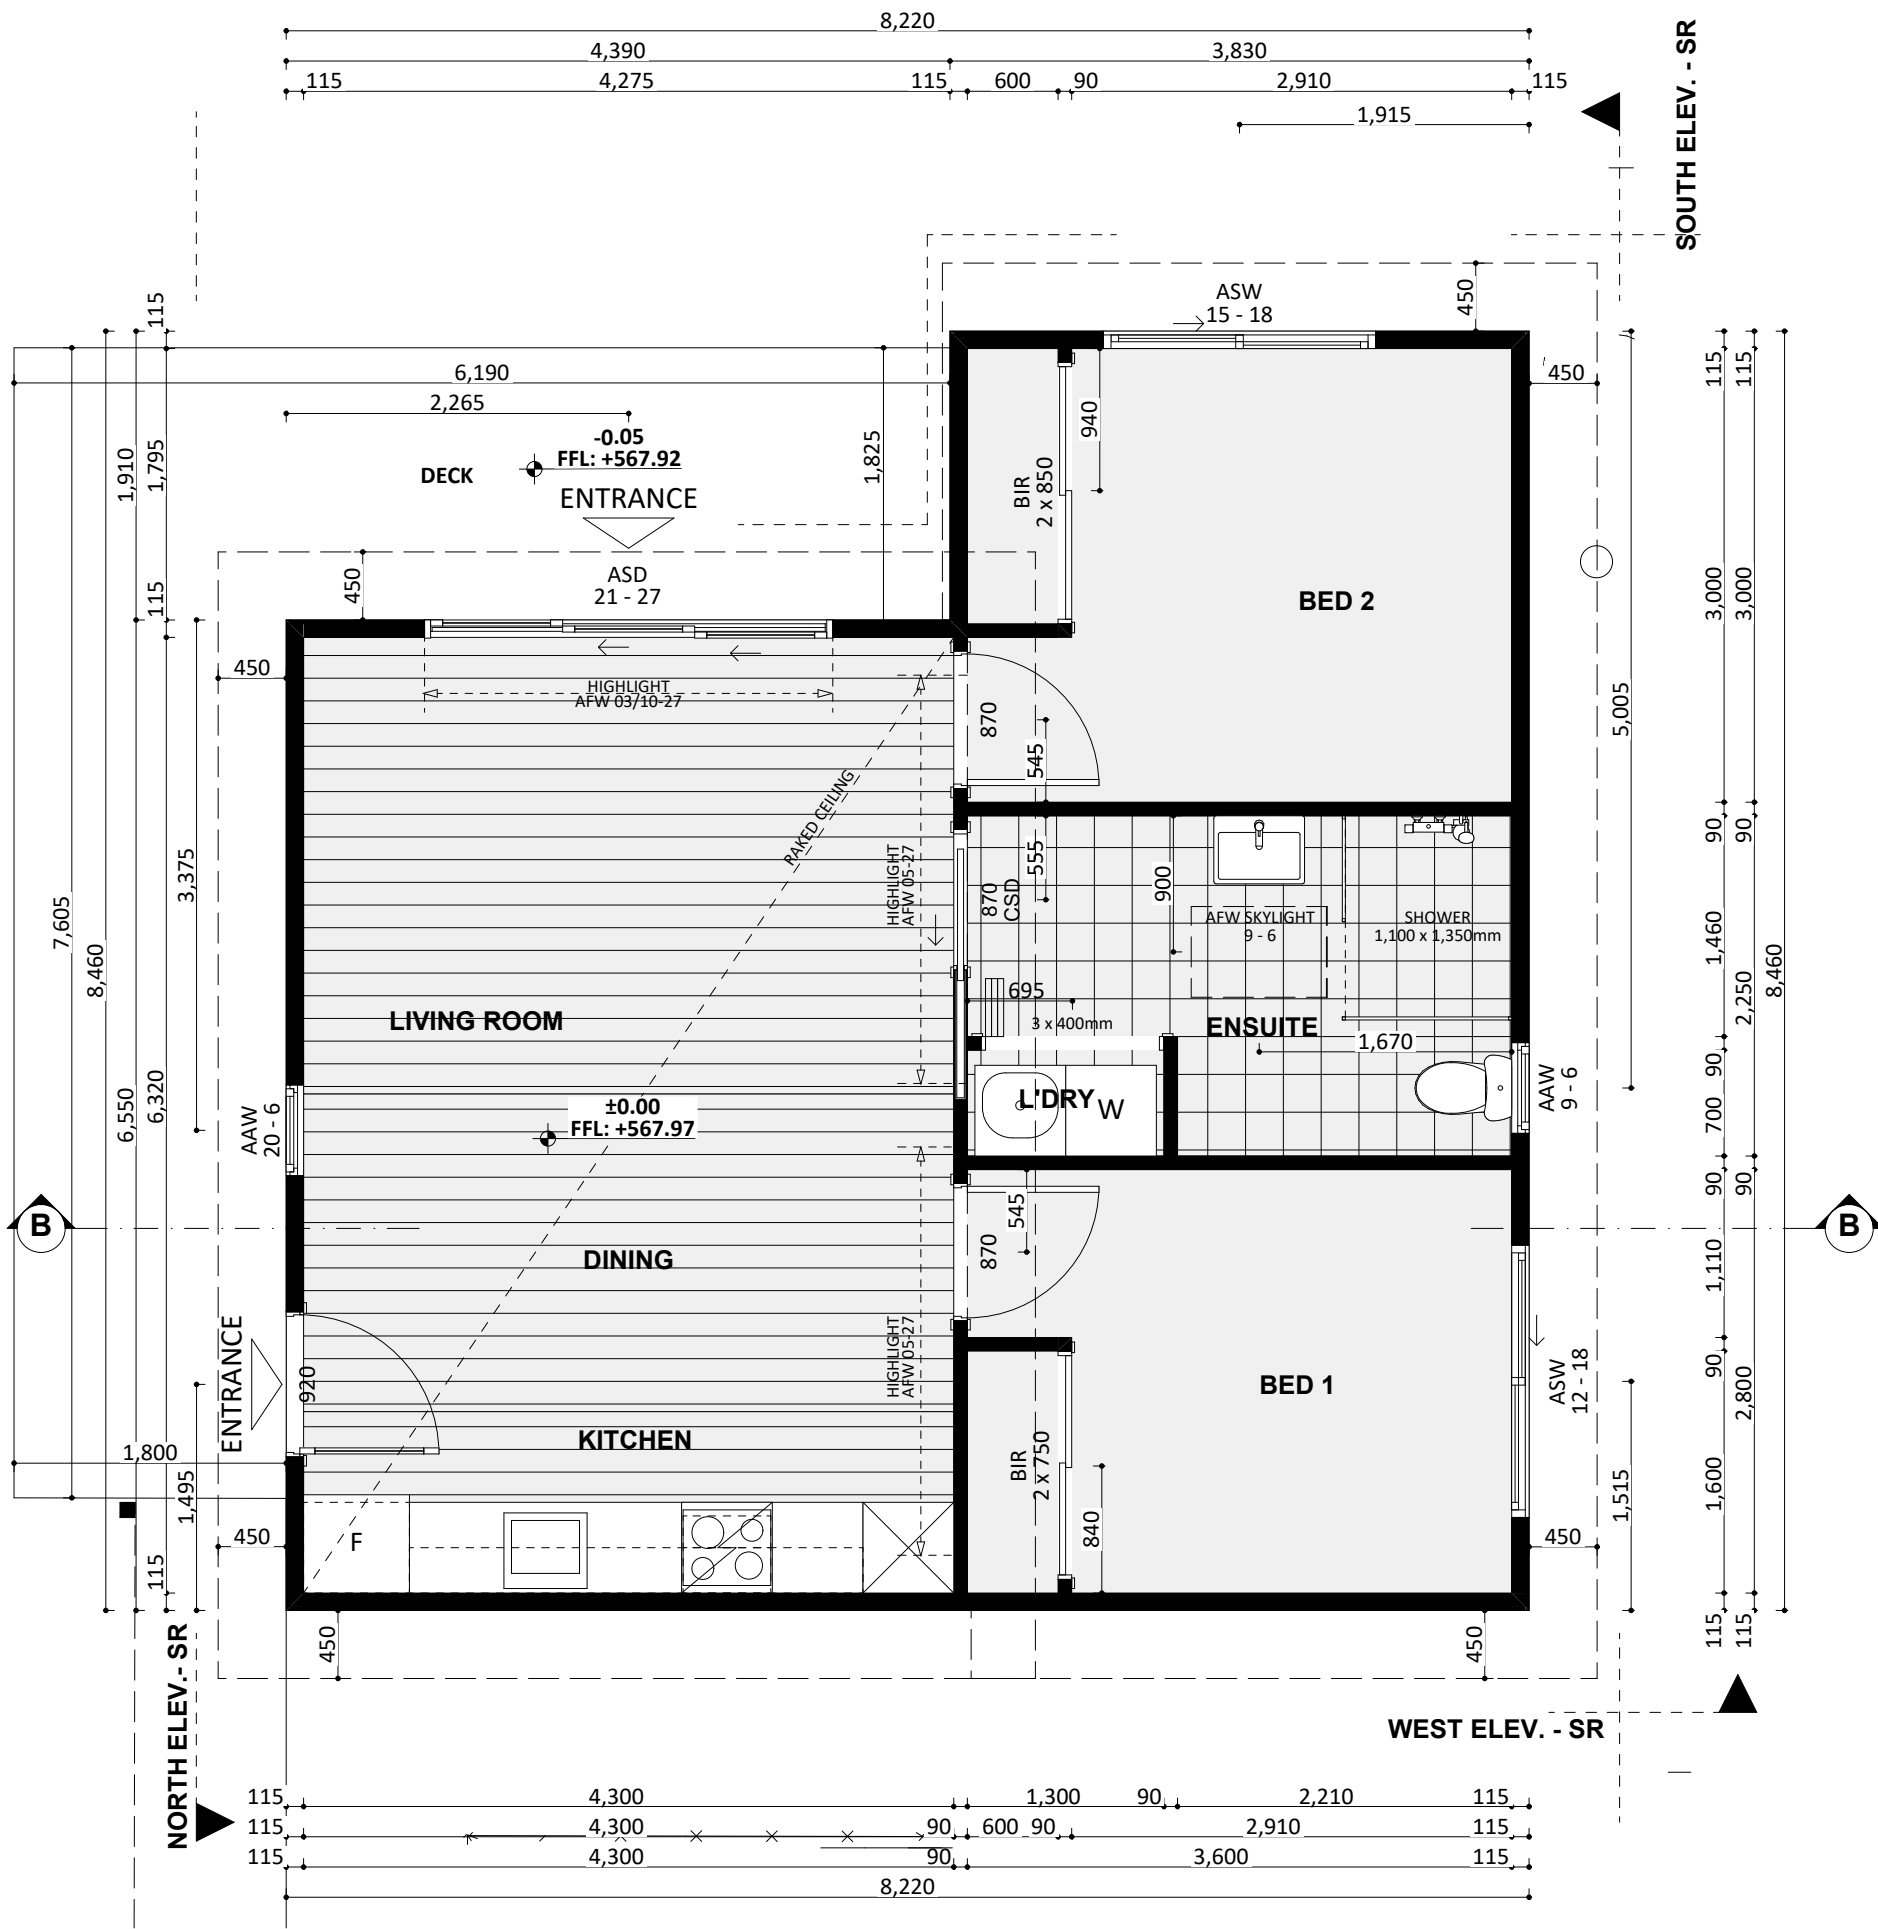 8,220
4,390 3,830
115 4,275 115 600 90 2,910 115
1,915
SOUTH ELEV. - SR
ASW
15 - 18
450
115
6,190
450
115
115
2,265
940
-0.05
FFL: +567.92
DECK
ENTRANCE
1,910
1,795
1,825
BIR
2 x 850
450
ASD
21 - 27
115
BED 2
3,000
3,000
450
HIGHLIGHT
AFW 03/10-27
870
545
5,005
RAKED CEILING
3,375
HIGHLIGHT
AFW 05-27
870
CSD
555
900
AFW SKYLIGHT
9 - 6
SHOWER
1,100 x 1,350mm
90
90
7,605
8,460
1,460
2,250
8,460
LIVING ROOM
695
3 x 400mm
ENSUITE
1,670
6,550
6,320
AAW
20 - 6
±0.00
FFL: +567.97
L'DRY
W
AAW
9 - 6
90
700
90
90
B
545
870
B
DINING
1,110
ENTRANCE
920
HIGHLIGHT
AFW 05-27
BED 1
ASW
12 - 18
90
2,800
KITCHEN
1,800
BIR
2 x 750
1,495
1,515
1,600
450
F
840
450
115
450
450
115
115
NORTH ELEV.- SR
WEST ELEV. - SR
115 4,300 1,300 90 2,210 115
115 4,300 90 600 90 2,910 115
115 4,300 90 3,600 115
8,220